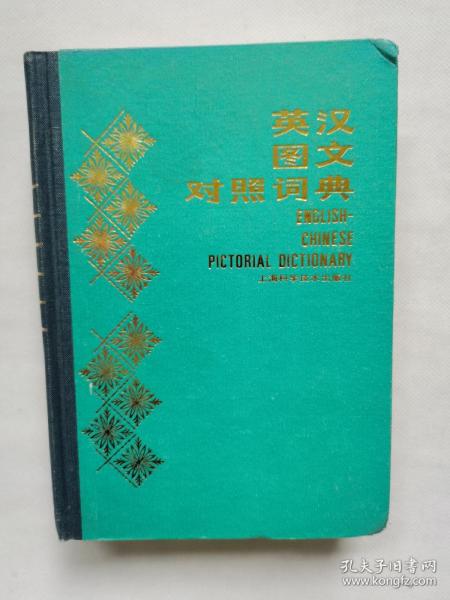 英汉
图文
对照词典
ENGLISH-
CHINESE
PICTORIAL DICTIONARY
上海科学技术出版社
孔夫子旧书网
www.kongfz.com